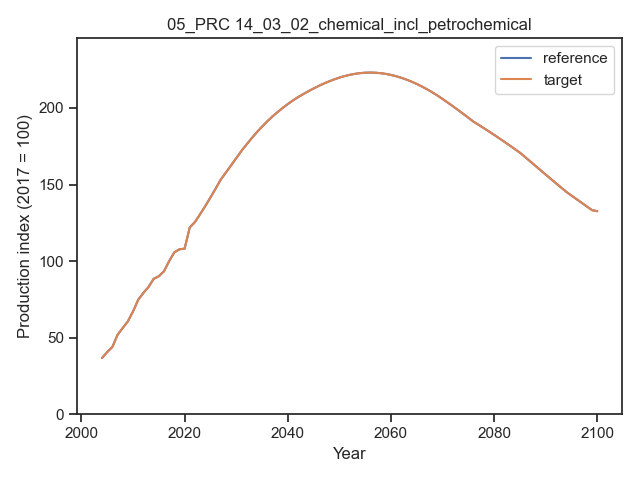 05_PRC 14_03_02_chemical_incl_petrochemical
reference
target
Production index (2017 = 100)
200
150
100
50
0
2000
2020
2040
2060
2080
2100
Year